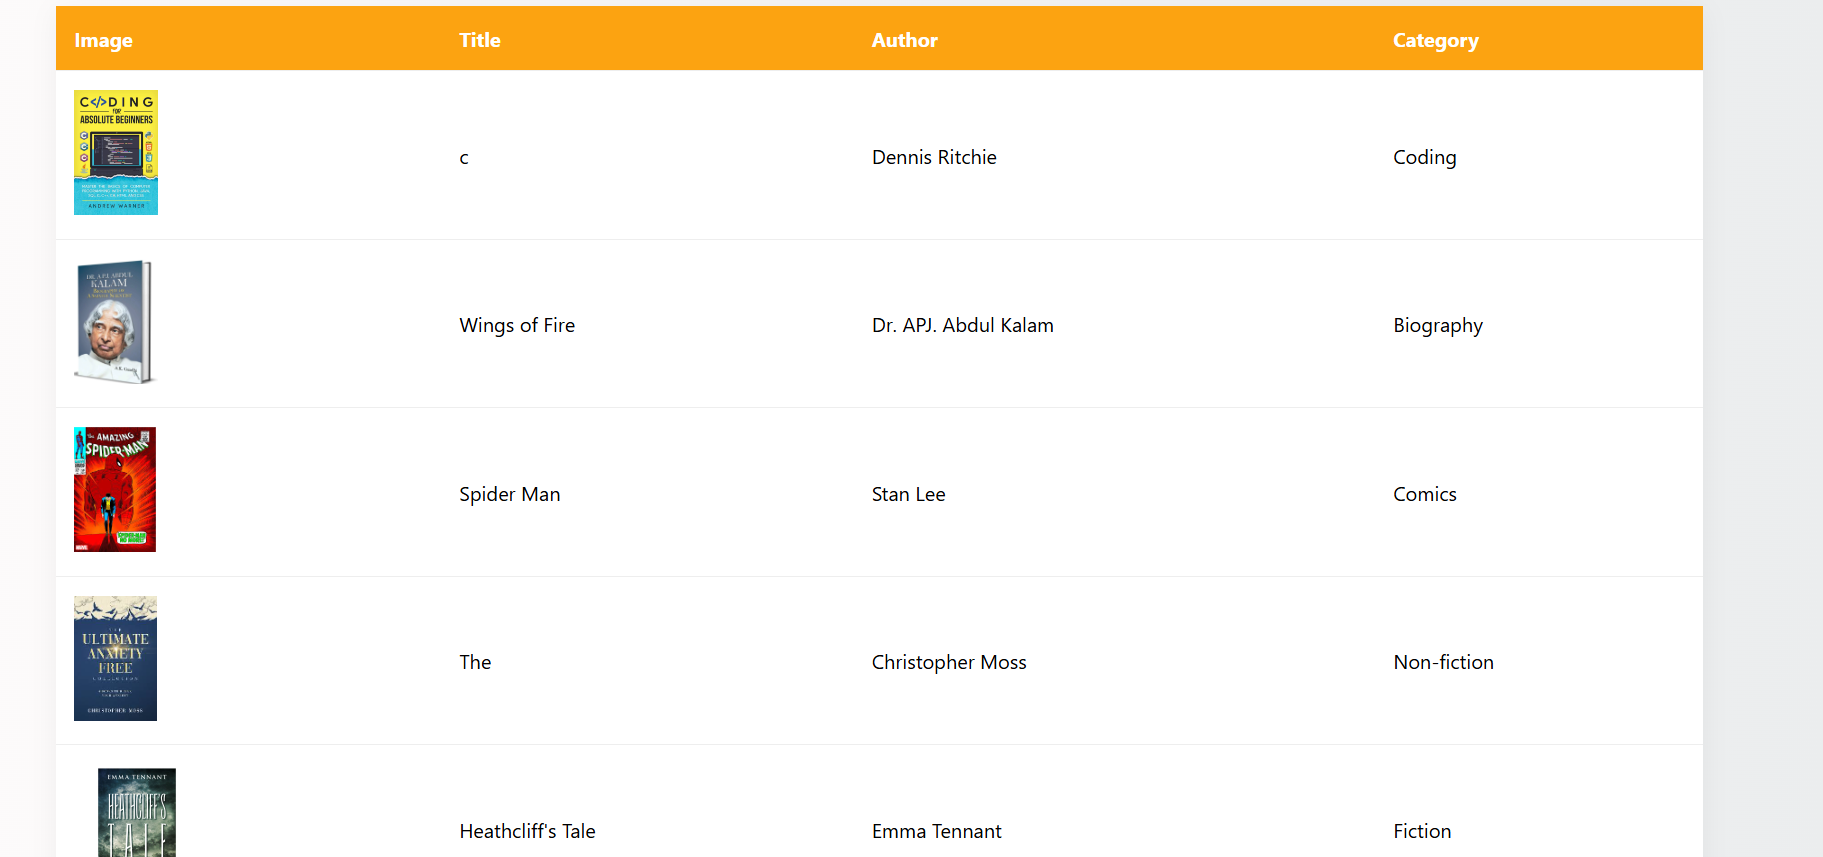 Image Title Author Category
C</>DING
FOR
ABSOLUTE BEGINNERS
ANDREW WARNER
c Dennis Ritchie Coding
DR. A.P.J. ABDUL
KALAM
Wings of Fire Dr. APJ. Abdul Kalam Biography
The AMAZING
SPIDER-MAN
MARVEL
Spider Man Stan Lee Comics
ULTIMATE
ANXIETY
FREE
CHRISTOPHER MOSS
The Christopher Moss Non-fiction
EMMA TENNANT
HEATHCLIFF'S
TALE
Heathcliff's Tale Emma Tennant Fiction